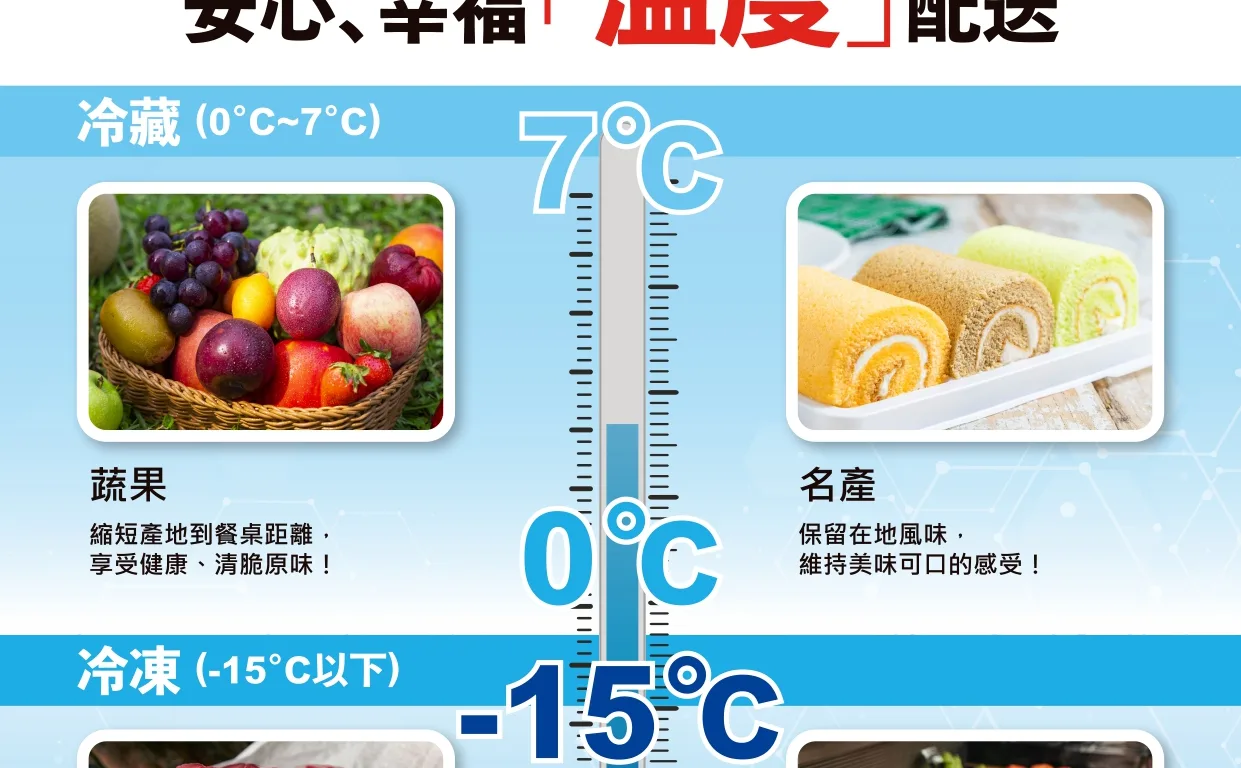 安心、幸福「溫度」配送
冷藏 (0°C~7°C)
7°C
蔬果
縮短產地到餐桌距離，
享受健康、清脆原味！
名產
保留在地風味，
維持美味可口的感受！
0°C
冷凍 (-15°C以下)
-15°C